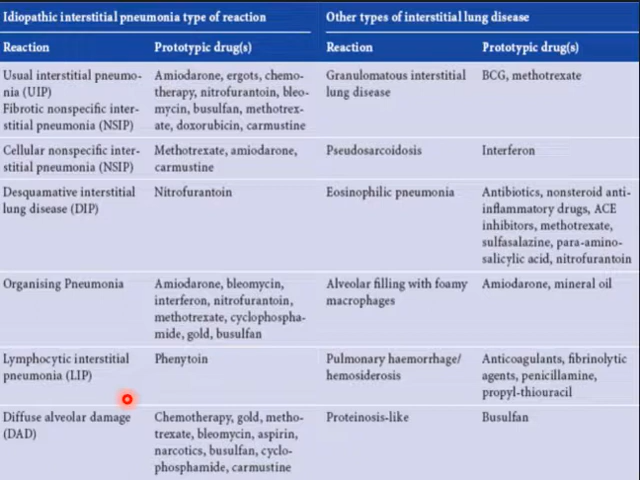 Idiopathic interstitial pneumonia type of reaction
Other types of interstitial lung disease
Reaction
Prototypic drug(s)
Reaction
Prototypic drug(s)
Usual interstitial pneumo-
nia (UIP)
Fibrotic nonspecific inter-
stitial pneumonia (NSIP)
Amiodarone, ergots, chemo-
therapy, nitrofurantoin, bleo-
mycin, busulfan, methotrex-
ate, doxorubicin, carmustine
Granulomatous interstitial
lung disease
BCG, methotrexate
Cellular nonspecific inter-
stitial pneumonia (NSIP)
Methotrexate, amiodarone,
carmustine
Pseudosarcoidosis
Interferon
Desquamative interstitial
lung disease (DIP)
Nitrofurantoin
Eosinophilic pneumonia
Antibiotics, nonsteroid anti-
inflammatory drugs, ACE
inhibitors, methotrexate,
sulfasalazine, para-amino-
salicylic acid, nitrofurantoin
Organising Pneumonia
Amiodarone, bleomycin,
interferon, nitrofurantoin,
methotrexate, cyclophospha-
mide, gold, busulfan
Alveolar filling with foamy
macrophages
Amiodarone, mineral oil
Lymphocytic interstitial
pneumonia (LIP)
Phenytoin
Pulmonary haemorrhage/
hemosiderosis
Anticoagulants, fibrinolytic
agents, penicillamine,
propyl-thiouracil
Diffuse alveolar damage
(DAD)
Chemotherapy, gold, metho-
trexate, bleomycin, aspirin,
narcotics, busulfan, cyclo-
phosphamide, carmustine
Proteinosis-like
Busulfan